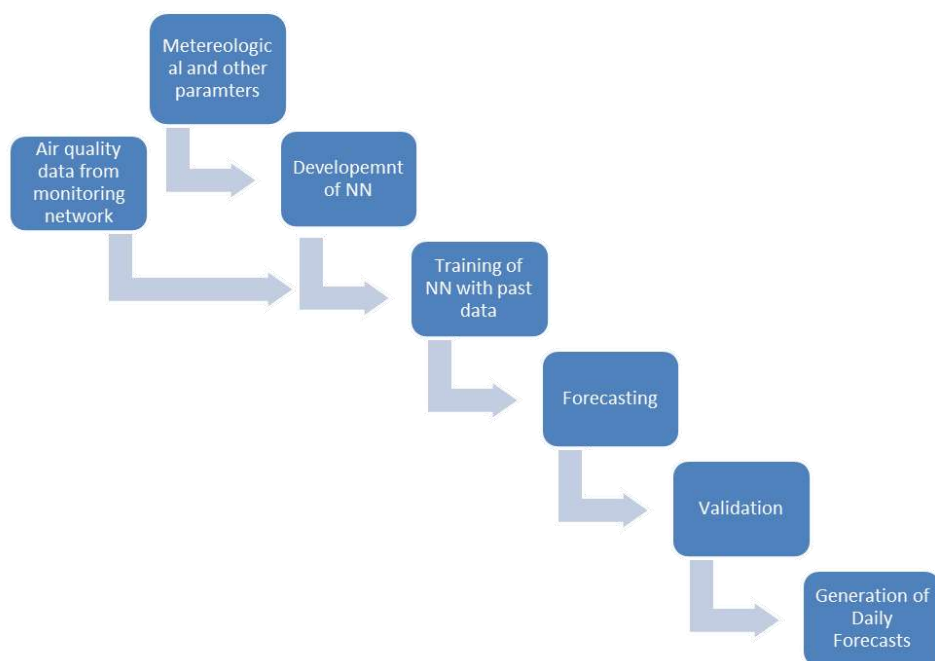 Metereologic
al and other
paramters
Air quality
data from
monitoring
network
Developemnt
of NN
Training of
NN with past
data
Forecasting
Validation
Generation of
Daily
Forecasts